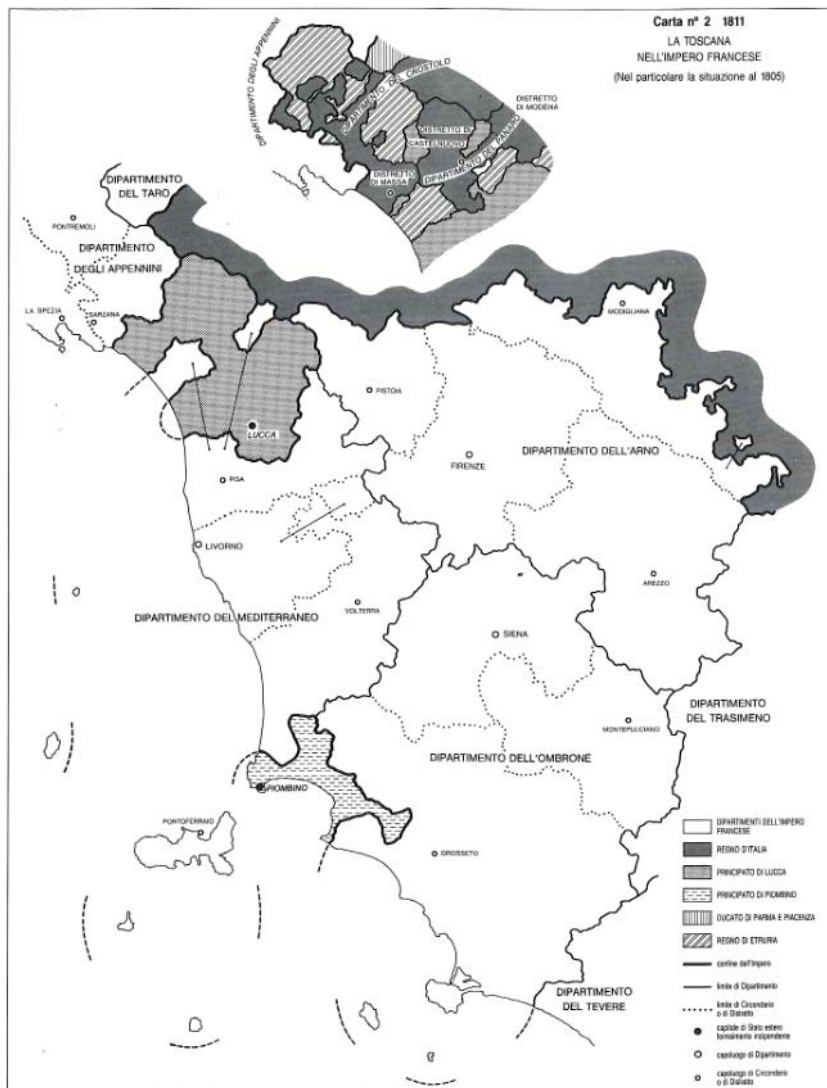 Carta n° 2 1811
LA TOSCANA
NELL'IMPERO FRANCESE
(Nel particolare la situazione al 1805)
DIPARTIMENTO DEGLI APPENNINI
DIPARTIMENTO DEL CROSTOLO
DISTRETTO
DI MODENA
DISTRETTO DI
CASTELNUOVO
DIPARTIMENTO DEL PANARO
DISTRETTO
DI MASSA
DIPARTIMENTO
DEL TARO
PONTREMOLI
DIPARTIMENTO
DEGLI APPENNINI
LA SPEZIA
SARZANA
MODIGLIANA
PISTOIA
LUCCA
FIRENZE
DIPARTIMENTO DELL'ARNO
PISA
LIVORNO
AREZZO
VOLTERRA
DIPARTIMENTO DEL MEDITERRANEO
SIENA
DIPARTIMENTO
DEL TRASIMENO
MONTEPULCIANO
DIPARTIMENTO DELL'OMBRONE
PIOMBINO
PORTOFERRAIO
GROSSETO
DIPARTIMENTO
DEL TEVERE
DIPARTIMENTI DELL'IMPERO
FRANCESE
REGNO D'ITALIA
PRINCIPATO DI LUCCA
PRINCIPATO DI PIOMBINO
DUCATO DI PARMA E PIACENZA
REGNO DI ETRURIA
confine dell'Impero
limite di Dipartimento
limite di Circondario
o di Distretto
capitale di Stato estero
formalmente indipendente
capoluogo di Dipartimento
capoluogo di Circondario
o di Distretto